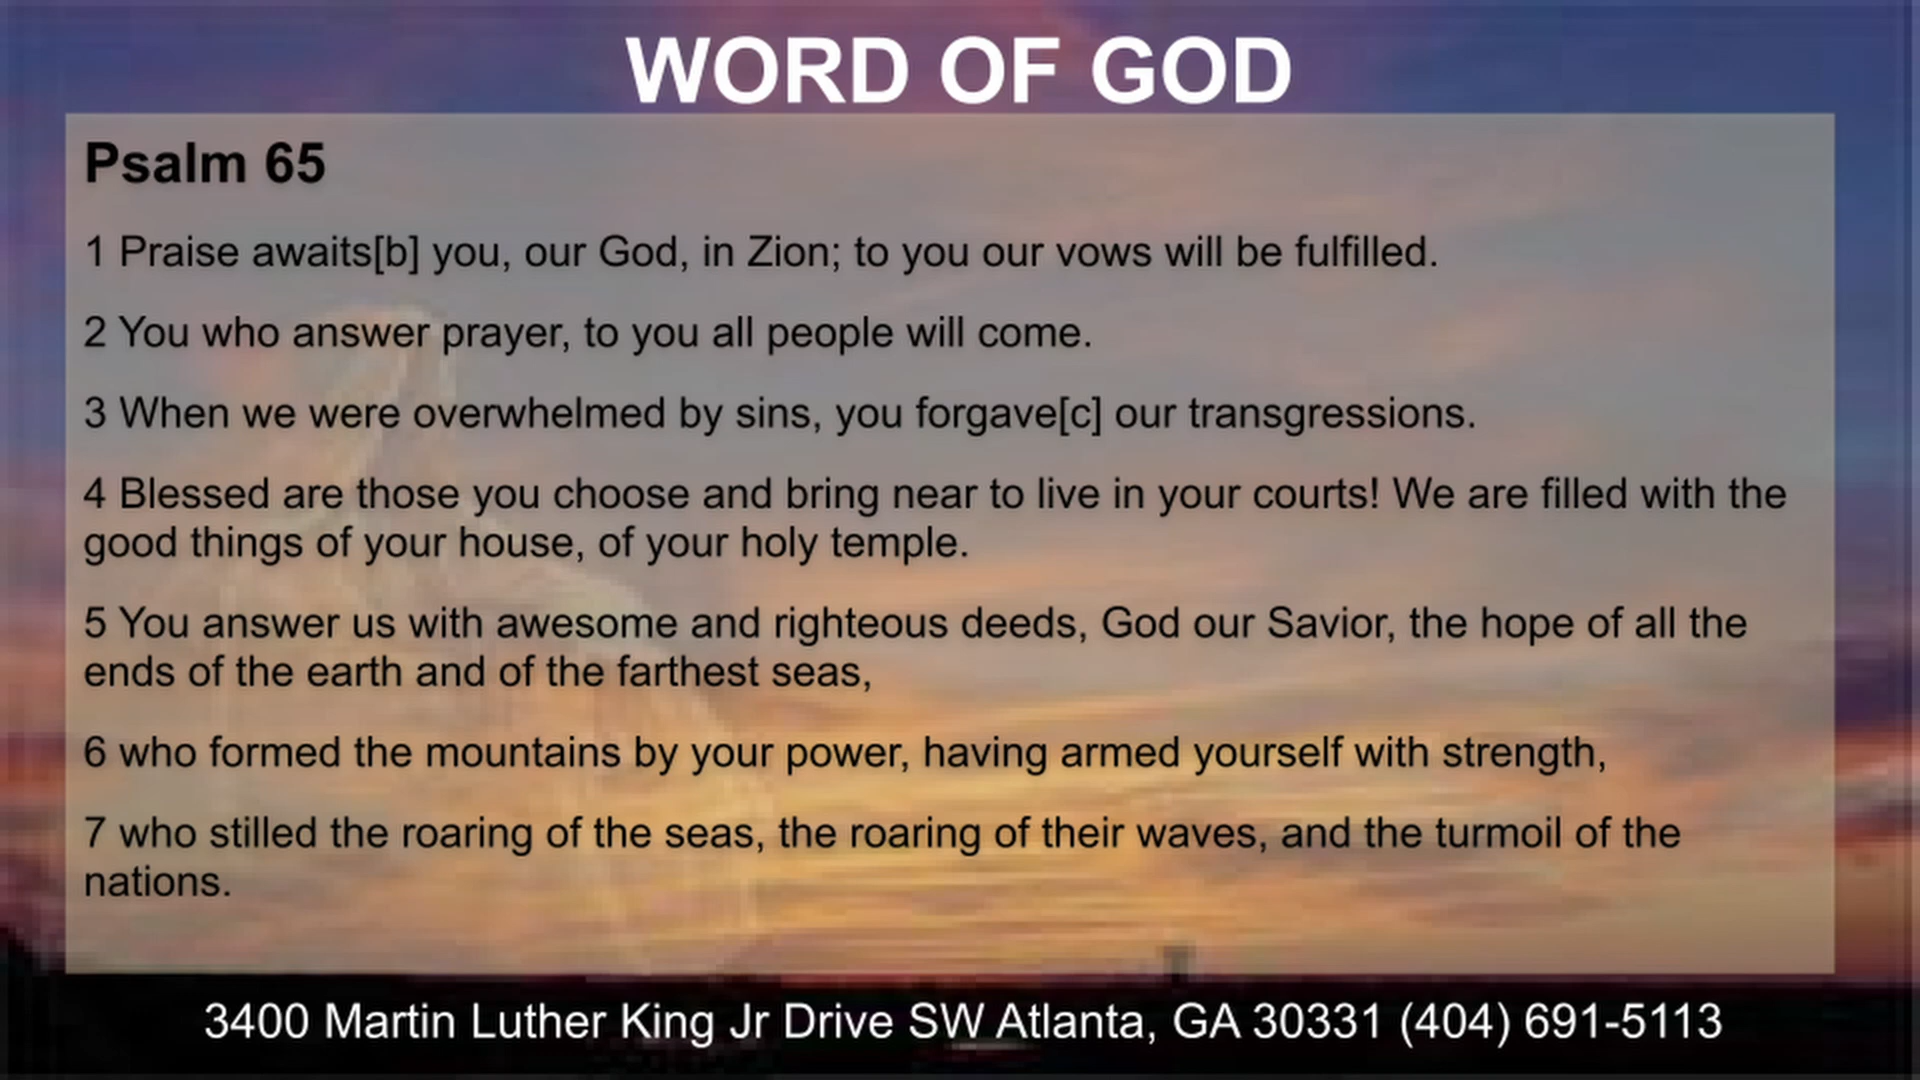 WORD OF GOD
Psalm 65
1 Praise awaits[b] you, our God, in Zion; to you our vows will be fulfilled.
2 You who answer prayer, to you all people will come.
3 When we were overwhelmed by sins, you forgave[c] our transgressions.
4 Blessed are those you choose and bring near to live in your courts! We are filled with the
good things of your house, of your holy temple.
5 You answer us with awesome and righteous deeds, God our Savior, the hope of all the
ends of the earth and of the farthest seas,
6 who formed the mountains by your power, having armed yourself with strength,
7 who stilled the roaring of the seas, the roaring of their waves, and the turmoil of the
nations.
3400 Martin Luther King Jr Drive SW Atlanta, GA 30331 (404) 691-5113